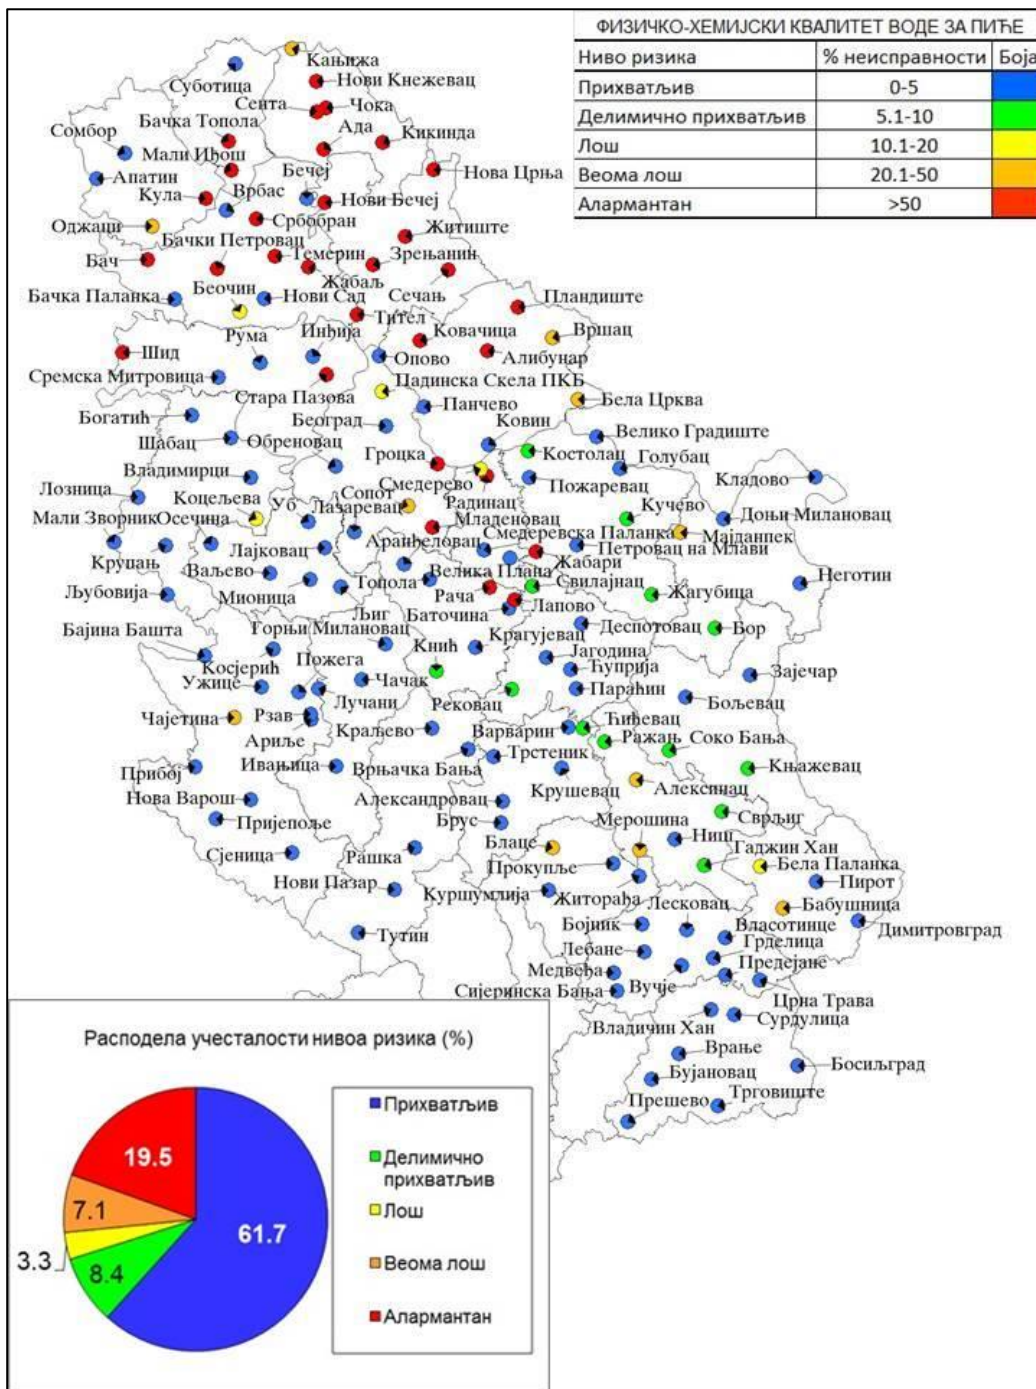 ФИЗИЧКО-ХЕМИЈСКИ КВАЛИТЕТ ВОДЕ ЗА ПИЋЕ
Ниво ризика % неисправности Боја
Прихватљив 0-5
Делимично прихватљив 5.1-10
Лош 10.1-20
Веома лош 20.1-50
Алармантан >50
Кањижа
Суботица
Нови Кнежевац
Сента
Чока
Бачка Топола
Ада
Кикинда
Сомбор
Мали Иђош
Бечеј
Нова Црња
Апатин
Врбас
Кула
Нови Бечеј
Србобран
Оџаци
Житиште
Бачки Петровац
Темерин
Зрењанин
Бач
Жабаљ
Сечањ
Беочин
Бачка Паланка
Нови Сад
Пландиште
Тител
Ковачица
Вршац
Рума
Инђија
Шид
Опово
Алибунар
Сремска Митровица
Падинска Скела ПКБ
Стара Пазова
Панчево
Бела Црква
Богатић
Београд
Ковин
Велико Градиште
Шабац
Обреновац
Костолац
Голубац
Гроцка
Владимирци
Смедерево
Пожаревац
Кладово
Лозница
Коцељева
Уб
Сопот
Радинац
Кучево
Лазаревац
Младеновац
Доњи Милановац
Мали Зворник
Осечина
Смедеревска Паланка
Мајданпек
Аранђеловац
Петровац на Млави
Крупањ
Лајковац
Жабари
Ваљево
Велика Плана
Неготин
Топола
Свилајнац
Љубовија
Мионица
Рача
Жагубица
Љиг
Баточина
Лапово
Бајина Башта
Горњи Милановац
Деспотовац
Бор
Крагујевац
Кнић
Косјерић
Пожега
Јагодина
Ћуприја
Зајечар
Ужице
Чачак
Параћин
Лучани
Рековац
Бољевац
Чајетина
Рзав
Варварин
Ћићевац
Краљево
Ражањ
Соко Бања
Ариље
Трстеник
Прибој
Ивањица
Врњачка Бања
Књажевац
Крушевац
Алексинац
Нова Варош
Александровац
Пријепоље
Сврљиг
Брус
Мерошина
Ниш
Блаце
Гаџин Хан
Сјеница
Рашка
Прокупље
Бела Паланка
Нови Пазар
Куршумлија
Житорађа
Пирот
Лесковац
Бабушница
Бојник
Власотинце
Димитровград
Тутин
Грделица
Лебане
Предејане
Медвеђа
Вучје
Сијеринска Бања
Црна Трава
Сурдулица
Владичин Хан
Врање
Босиљград
Бујановац
Прешево
Трговиште
Расподела учесталости нивоа ризика (%)
Прихватљив
Делимично
прихватљив
Лош
Веома лош
Алармантан
19.5
7.1
3.3
8.4
61.7